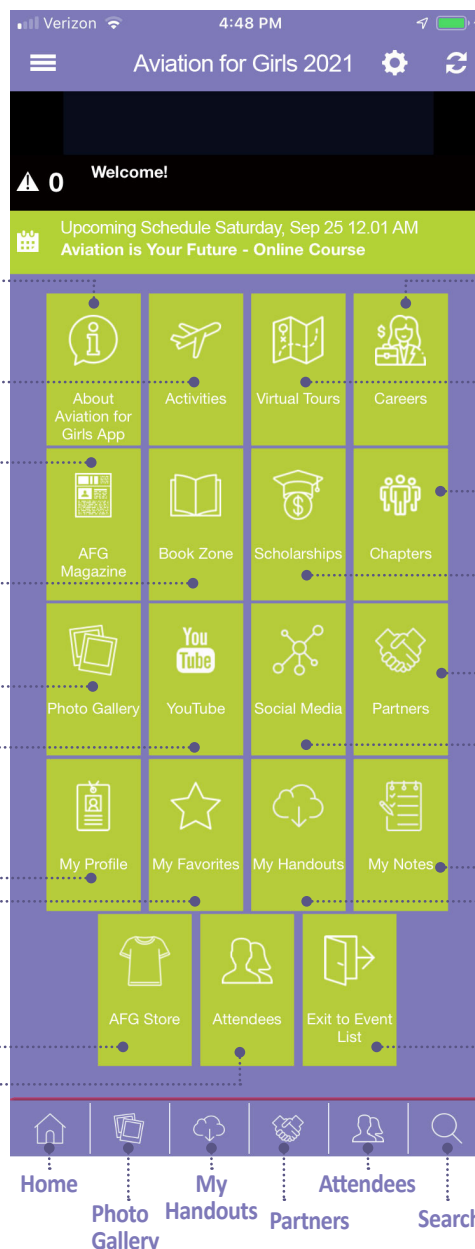 Verizon 4:48 PM
Aviation for Girls 2021
0 Welcome!
Upcoming Schedule Saturday, Sep 25 12.01 AM
Aviation is Your Future - Online Course
About
Aviation for
Girls App
Activities
Virtual Tours
Careers
AFG
Magazine
Book Zone
Scholarships
Chapters
Photo Gallery
You
Tube
YouTube
Social Media
Partners
My Profile
My Favorites
My Handouts
My Notes
AFG Store
Attendees
Exit to Event
List
Home
Photo
Gallery
My
Handouts
Partners
Attendees
Search